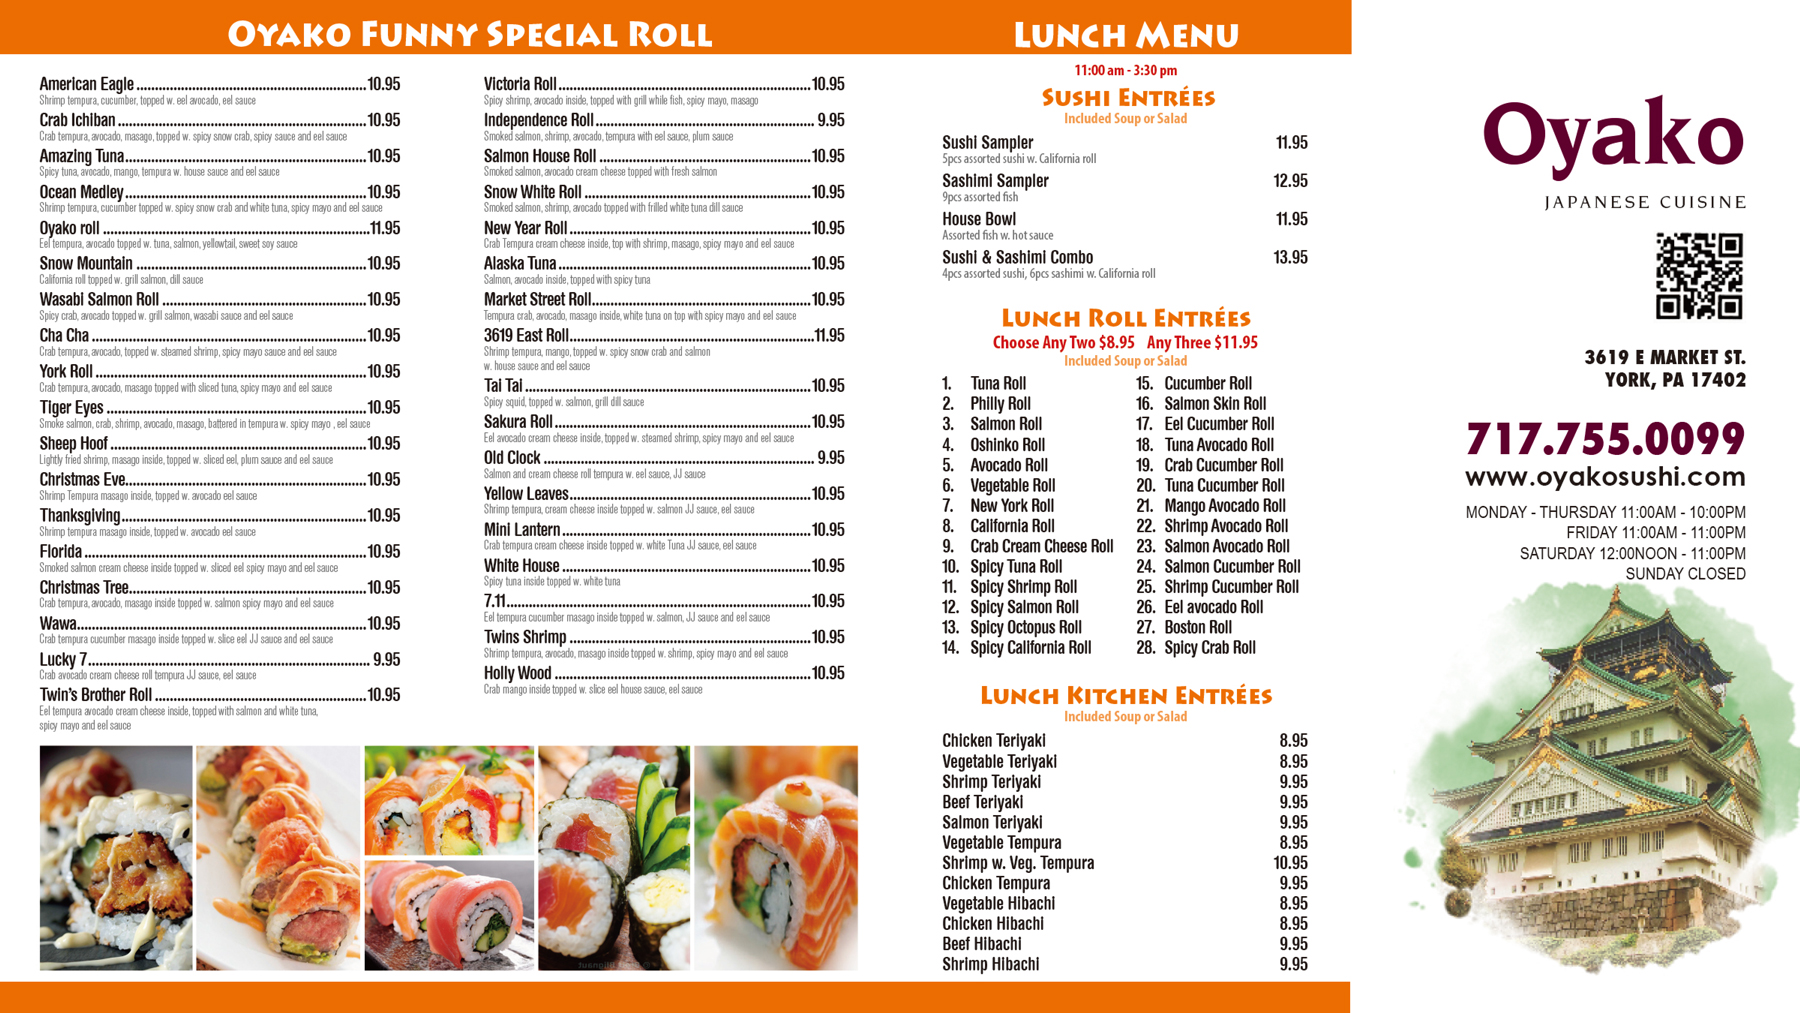 OYAKO FUNNY SPECIAL ROLL
American Eagle 10.95
Shrimp tempura, cucumber, topped w. eel avocado, eel sauce
Crab Ichiban 10.95
Crab tempura, avocado, masago, topped w. spicy snow crab, spicy sauce and eel sauce
Amazing Tuna 10.95
Spicy tuna, avocado, mango, tempura w. house sauce and eel sauce
Ocean Medley 10.95
Shrimp tempura, cucumber topped w. spicy snow crab and white tuna, spicy mayo and eel sauce
Oyako roll 11.95
Eel tempura, avocado topped w. tuna, salmon, yellowtail, sweet soy sauce
Snow Mountain 10.95
California roll topped w. grill salmon, dill sauce
Wasabi Salmon Roll 10.95
Spicy crab, avocado topped w. grill salmon, wasabi sauce and eel sauce
Cha Cha 10.95
Crab tempura, avocado, topped w. steamed shrimp, spicy mayo sauce and eel sauce
York Roll 10.95
Crab tempura, avocado, masago topped with sliced tuna, spicy mayo and eel sauce
Tiger Eyes 10.95
Smoke salmon, crab, shrimp, avocado, masago, battered in tempura w. spicy mayo , eel sauce
Sheep Hoof 10.95
Lightly fried shrimp, masago inside, topped w. sliced eel, plum sauce and eel sauce
Christmas Eve 10.95
Shrimp Tempura masago inside, topped w. avocado eel sauce
Thanksgiving 10.95
Shrimp tempura masago inside, topped w. avocado eel sauce
Florida 10.95
Smoked salmon cream cheese inside topped w. sliced eel spicy mayo and eel sauce
Christmas Tree 10.95
Crab tempura, avocado, masago inside topped w. salmon spicy mayo and eel sauce
Wawa 10.95
Crab tempura cucumber masago inside topped w. slice eel JJ sauce and eel sauce
Lucky 7 9.95
Crab avocado cream cheese roll tempura JJ sauce, eel sauce
Twin's Brother Roll 10.95
Eel tempura avocado cream cheese inside, topped with salmon and white tuna,
spicy mayo and eel sauce
Victoria Roll 10.95
Spicy shrimp, avocado inside, topped with grill while fish, spicy mayo, masago
Independence Roll 9.95
Smoked salmon, shrimp, avocado, tempura with eel sauce, plum sauce
Salmon House Roll 10.95
Smoked salmon, avocado cream cheese topped with fresh salmon
Snow White Roll 10.95
Smoked salmon, shrimp, avocado topped with frilled white tuna dill sauce
New Year Roll 10.95
Crab Tempura cream cheese inside, top with shrimp, masago, spicy mayo and eel sauce
Alaska Tuna 10.95
Salmon, avocado inside, topped with spicy tuna
Market Street Roll 10.95
Tempura crab, avocado, masago inside, white tuna on top with spicy mayo and eel sauce
3619 East Roll 11.95
Shrimp tempura, mango, topped w. spicy snow crab and salmon
w. house sauce and eel sauce
Tai Tai 10.95
Spicy squid, topped w. salmon, grill dill sauce
Sakura Roll 10.95
Eel avocado cream cheese inside, topped w. steamed shrimp, spicy mayo and eel sauce
Old Clock 9.95
Salmon and cream cheese roll tempura w. eel sauce, JJ sauce
Yellow Leaves 10.95
Shrimp tempura, cream cheese inside topped w. salmon JJ sauce, eel sauce
Mini Lantern 10.95
Crab tempura cream cheese inside topped w. white Tuna JJ sauce, eel sauce
White House 10.95
Spicy tuna inside topped w. white tuna
7.11 10.95
Eel tempura cucumber masago inside topped w. salmon, JJ sauce and eel sauce
Twins Shrimp 10.95
Shrimp tempura, avocado, masago inside topped w. shrimp, spicy mayo and eel sauce
Holly Wood 10.95
Crab mango inside topped w. slice eel house sauce, eel sauce
LUNCH MENU
11:00 am - 3:30 pm
SUSHI ENTRÉES
Included Soup or Salad
Sushi Sampler 11.95
5pcs assorted sushi w. California roll
Sashimi Sampler 12.95
9pcs assorted fish
House Bowl 11.95
Assorted fish w. hot sauce
Sushi & Sashimi Combo 13.95
4pcs assorted sushi, 6pcs sashimi w. California roll
LUNCH ROLL ENTRÉES
Choose Any Two $8.95 Any Three $11.95
Included Soup or Salad
1. Tuna Roll
2. Philly Roll
3. Salmon Roll
4. Oshinko Roll
5. Avocado Roll
6. Vegetable Roll
7. New York Roll
8. California Roll
9. Crab Cream Cheese Roll
10. Spicy Tuna Roll
11. Spicy Shrimp Roll
12. Spicy Salmon Roll
13. Spicy Octopus Roll
14. Spicy California Roll
15. Cucumber Roll
16. Salmon Skin Roll
17. Eel Cucumber Roll
18. Tuna Avocado Roll
19. Crab Cucumber Roll
20. Tuna Cucumber Roll
21. Mango Avocado Roll
22. Shrimp Avocado Roll
23. Salmon Avocado Roll
24. Salmon Cucumber Roll
25. Shrimp Cucumber Roll
26. Eel avocado Roll
27. Boston Roll
28. Spicy Crab Roll
LUNCH KITCHEN ENTRÉES
Included Soup or Salad
Chicken Teriyaki 8.95
Vegetable Teriyaki 8.95
Shrimp Teriyaki 9.95
Beef Teriyaki 9.95
Salmon Teriyaki 9.95
Vegetable Tempura 8.95
Shrimp w. Veg. Tempura 10.95
Chicken Tempura 9.95
Vegetable Hibachi 8.95
Chicken Hibachi 8.95
Beef Hibachi 9.95
Shrimp Hibachi 9.95
Oyako
JAPANESE CUISINE
3619 E MARKET ST.
YORK, PA 17402
717.755.0099
www.oyakosushi.com
MONDAY - THURSDAY 11:00AM - 10:00PM
FRIDAY 11:00AM - 11:00PM
SATURDAY 12:00NOON - 11:00PM
SUNDAY CLOSED